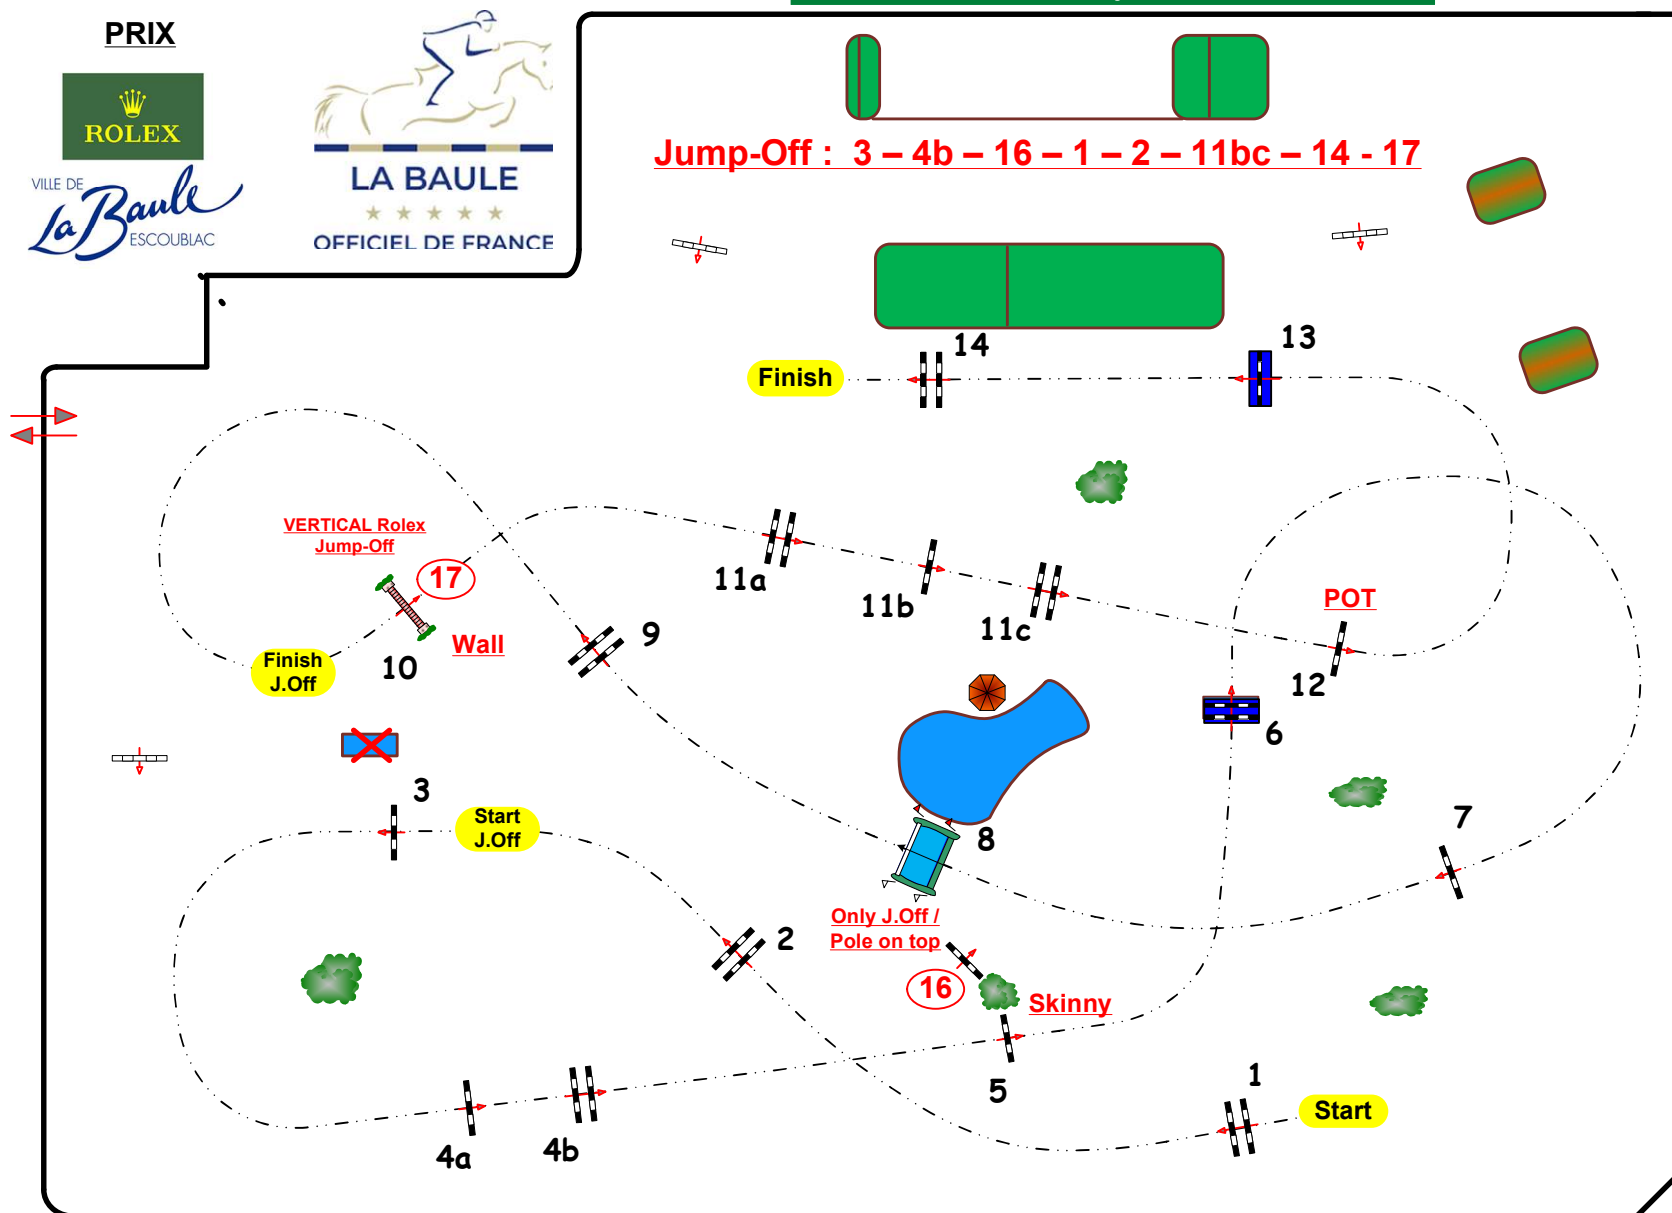 PRIX
ROLEX
VILLE DE
La Baule
ESCOUBLAC
LA BAULE
OFFICIEL DE FRANCE
Jump-Off : 3 – 4b – 16 – 1 – 2 – 11bc – 14 - 17
14
13
Finish
VERTICAL Rolex
Jump-Off
17
11a
11b
11c
POT
Wall
9
10
Finish
J.Off
12
6
3
Start
J.Off
8
7
Only J.Off /
Pole on top
2
16
Skinny
5
1
Start
4a
4b